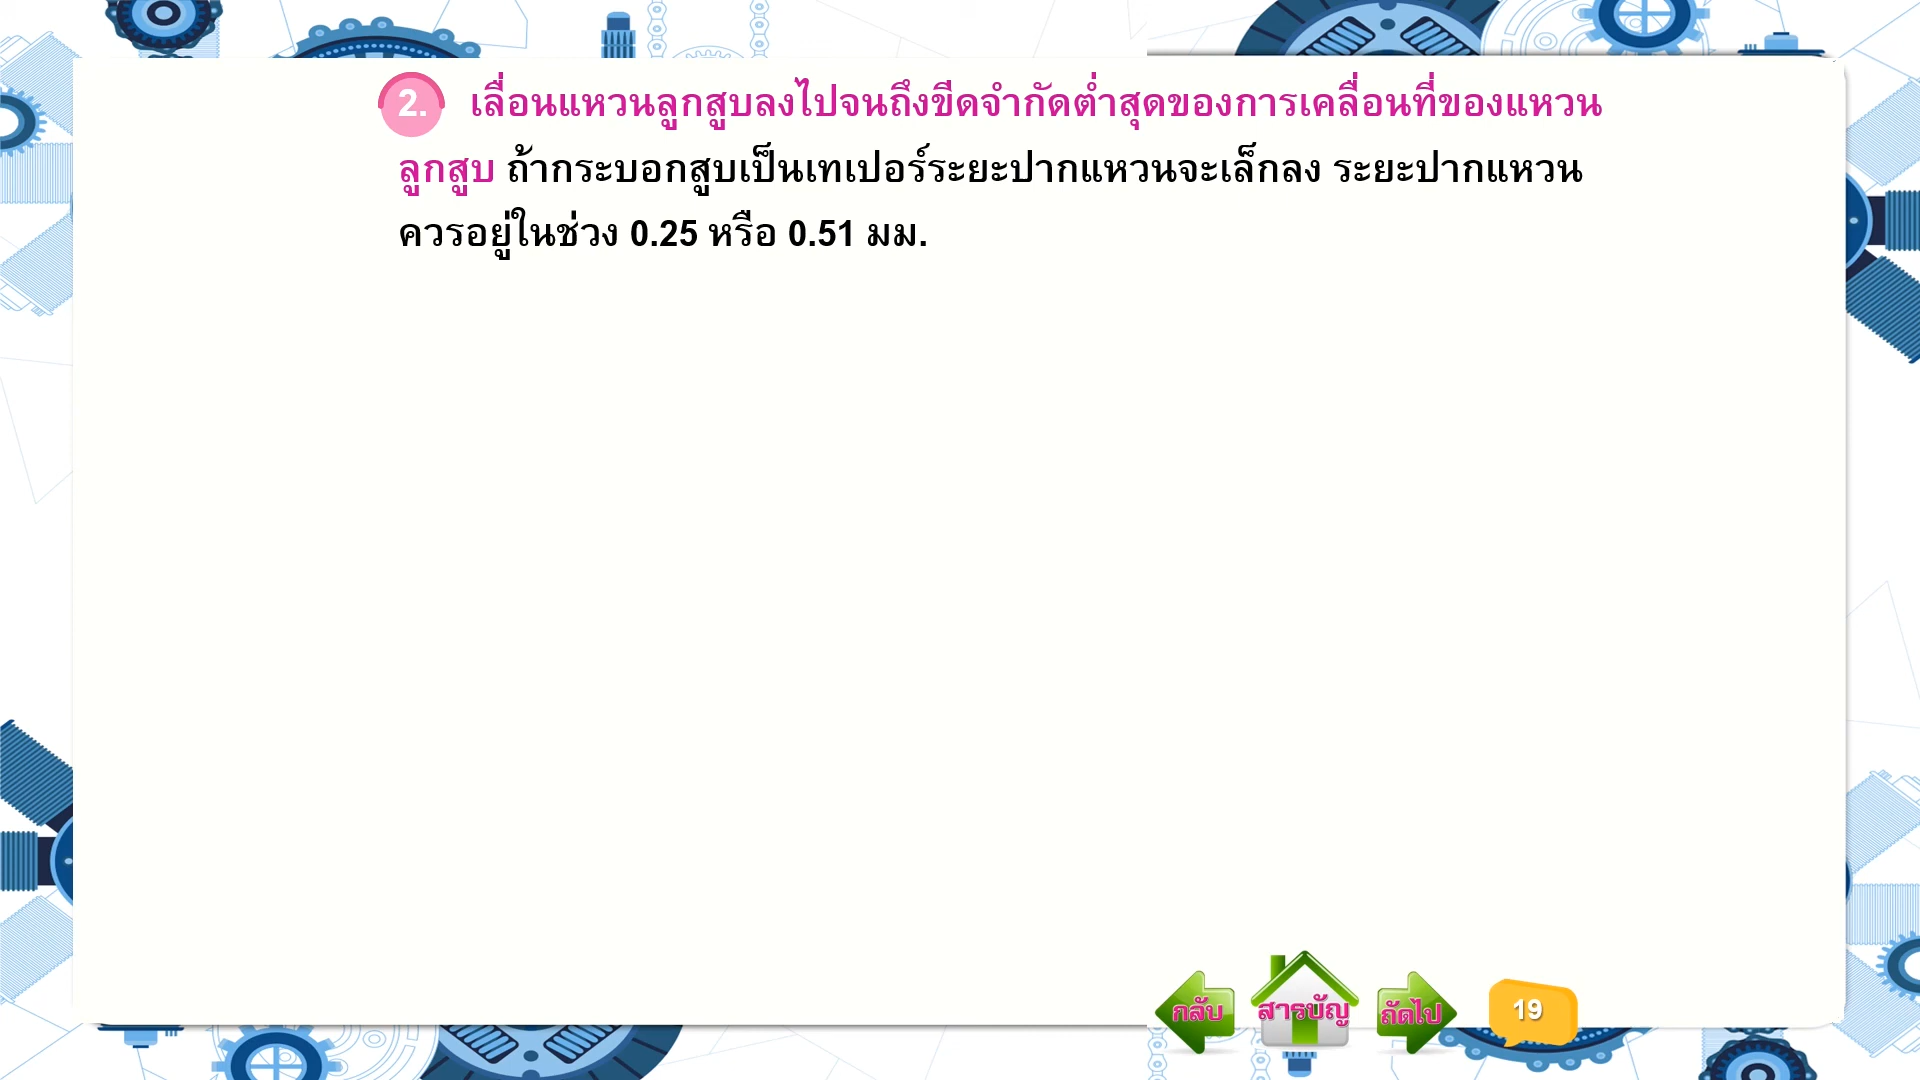 2. เลื่อนแหวนลูกสูบลงไปจนถึงขีดจำกัดต่ำสุดของการเคลื่อนที่ของแหวน
ลูกสูบ ถ้ากระบอกสูบเป็นเทเปอร์ระยะปากแหวนจะเล็กลง ระยะปากแหวน
ควรอยู่ในช่วง 0.25 หรือ 0.51 มม.
กลับ สารบัญ ถัดไป 19